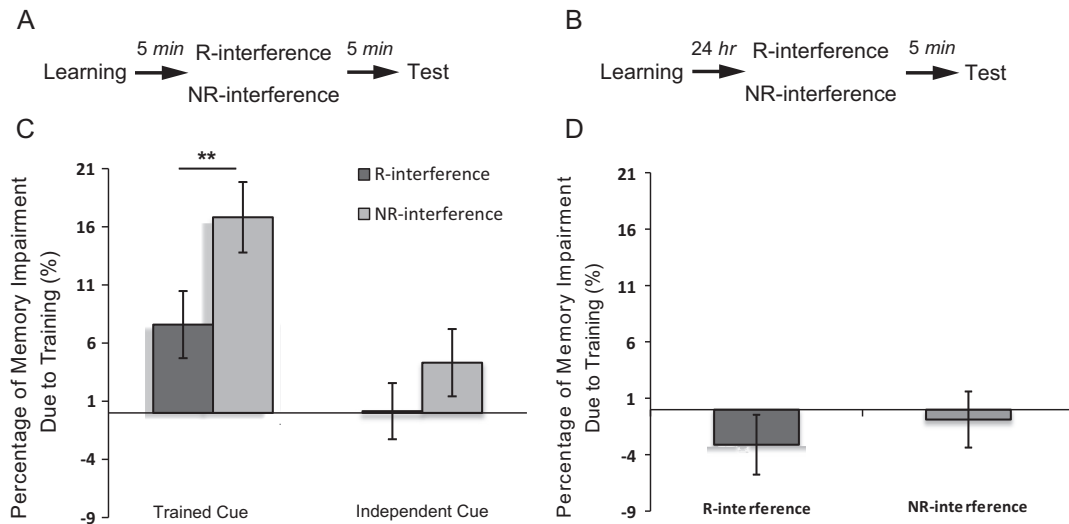 A
5 min R-interference 5 min
Learning Test
NR-interference
B
24 hr R-interference 5 min
Learning Test
NR-interference
C
Percentage of Memory Impairment
Due to Training (%)
21
16
11
6
1
-4
-9
**
R-interference
NR-interference
Trained Cue Independent Cue
D
Percentage of Memory Impairment
Due to Training (%)
21
16
11
6
1
-4
-9
R-interference NR-interference